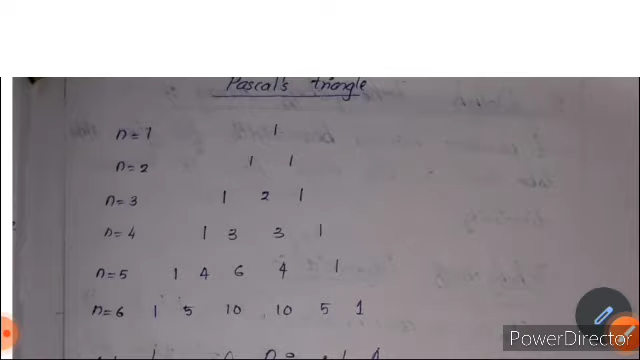 Pascal's triangle
n=1 1
n=2 1 1
n=3 1 2 1
n=4 1 3 3 1
n=5 1 4 6 4 1
n=6 1 5 10 10 5 1
PowerDirector